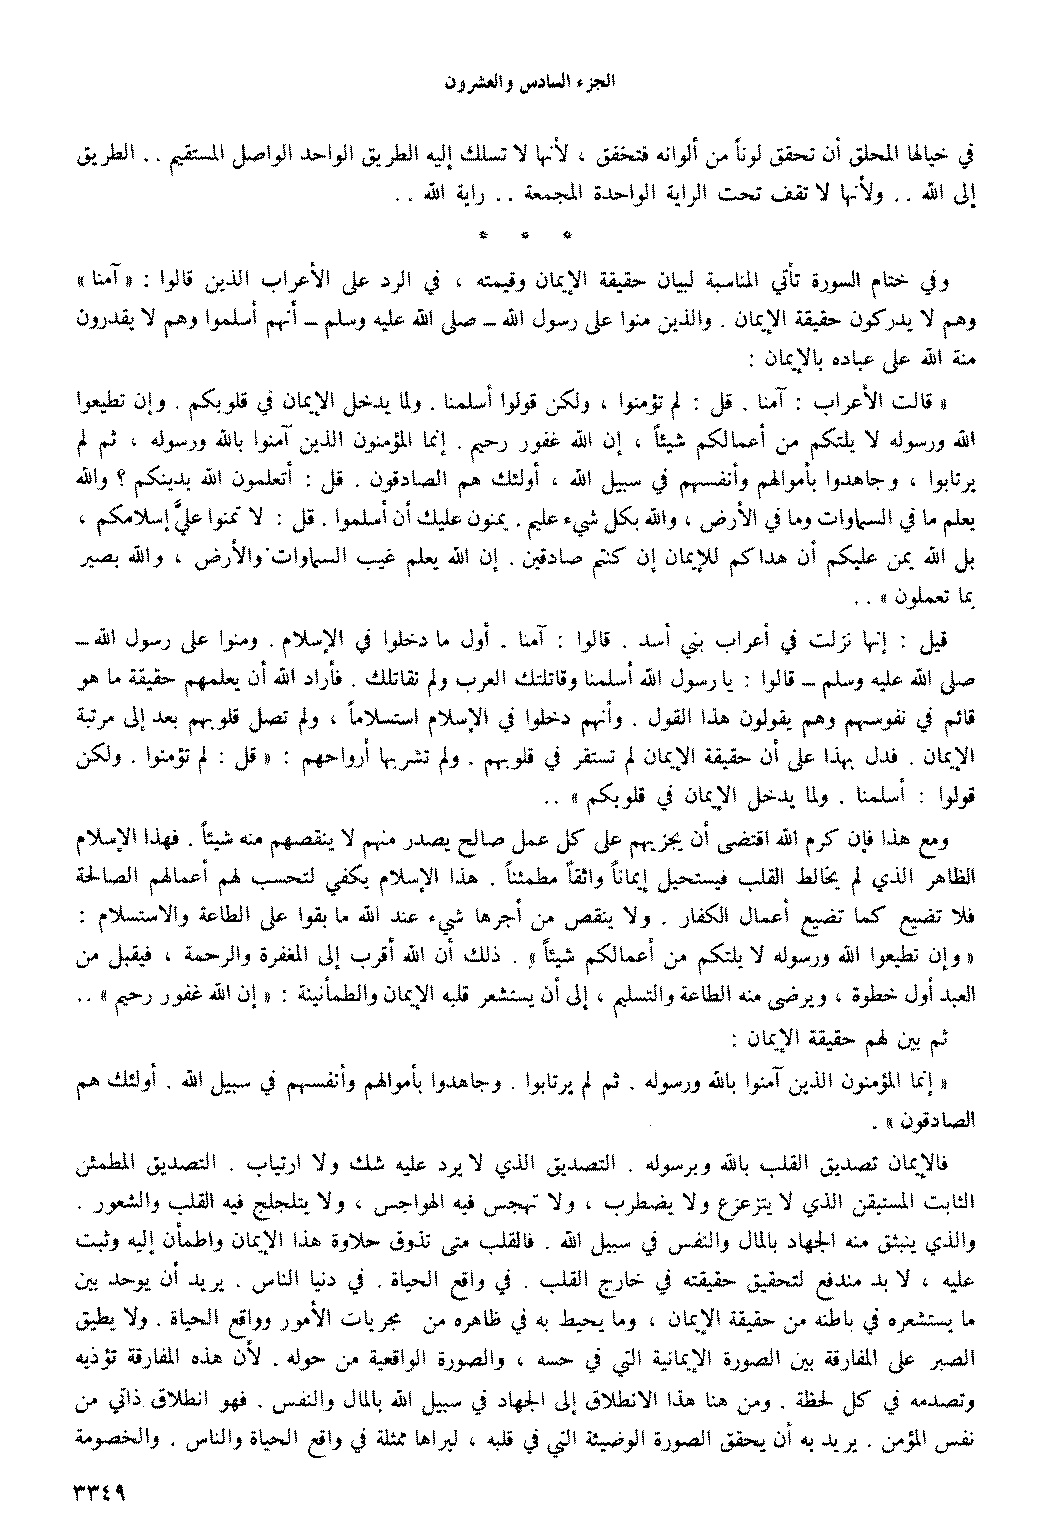 الجزء السادس والعشرون
في خيالها المحلق أن تحقق لوناً من ألوانه فتخفق ، لأنها لا تسلك إليه الطريق الواحد الواصل المستقيم .. الطريق
إلى الله .. ولأنها لا تقف تحت الراية الواحدة المجمعة .. راية الله ..
* * *
وفي ختام السورة تأتي المناسبة لبيان حقيقة الإيمان وقيمته ، في الرد على الأعراب الذين قالوا : « آمنا »
وهم لا يدركون حقيقة الإيمان . والذين منوا على رسول الله – صلى الله عليه وسلم – أنهم أسلموا وهم لا يقدرون
منة الله على عباده بالإيمان :
« قالت الأعراب : آمنا . قل : لم تؤمنوا ، ولكن قولوا أسلمنا . ولما يدخل الإيمان في قلوبكم . وإن تطيعوا
الله ورسوله لا يلتكم من أعمالكم شيئاً ، إن الله غفور رحيم . إنما المؤمنون الذين آمنوا بالله ورسوله ، ثم لم
يرتابوا ، وجاهدوا بأموالهم وأنفسهم في سبيل الله ، أولئك هم الصادقون . قل : أتعلمون الله بدينكم ؟ والله
يعلم ما في السماوات وما في الأرض ، والله بكل شيء عليم . يمنون عليك أن أسلموا . قل : لا تمنوا عليَّ إسلامكم ،
بل الله يمن عليكم أن هداكم للإيمان إن كنتم صادقين . إن الله يعلم غيب السماوات والأرض ، والله بصير
بما تعملون » ..
قيل : إنها نزلت في أعراب بني أسد . قالوا : آمنا . أول ما دخلوا في الإسلام . ومنوا على رسول الله –
صلى الله عليه وسلم – قالوا : يا رسول الله أسلمنا وقاتلتك العرب ولم نقاتلك . فأراد الله أن يعلمهم حقيقة ما هو
قائم في نفوسهم وهم يقولون هذا القول . وأنهم دخلوا في الإسلام استسلاماً ، ولم تصل قلوبهم بعد إلى مرتبة
الإيمان . فدل بهذا على أن حقيقة الإيمان لم تستقر في قلوبهم . ولم تشربها أرواحهم : « قل : لم تؤمنوا . ولكن
قولوا : أسلمنا . ولما يدخل الإيمان في قلوبكم » ..
ومع هذا فإن كرم الله اقتضى أن يجزيهم على كل عمل صالح يصدر منهم لا ينقصهم منه شيئاً . فهذا الإسلام
الظاهر الذي لم يخالط القلب فيستحيل إيماناً واثقاً مطمئناً . هذا الإسلام يكفي لتحسب لهم أعمالهم الصالحة
فلا تضيع كما تضيع أعمال الكفار . ولا ينقص من أجرها شيء عند الله ما بقوا على الطاعة والاستسلام :
« وإن تطيعوا الله ورسوله لا يلتكم من أعمالكم شيئاً » . ذلك أن الله أقرب إلى المغفرة والرحمة ، فيقبل من
العبد أول خطوة ، ويرضى منه الطاعة والتسليم ، إلى أن يستشعر قلبه الإيمان والطمأنينة : « إن الله غفور رحيم » ..
ثم بين لهم حقيقة الإيمان :
« إنما المؤمنون الذين آمنوا بالله ورسوله . ثم لم يرتابوا . وجاهدوا بأموالهم وأنفسهم في سبيل الله . أولئك هم
الصادقون » .
فالإيمان تصديق القلب بالله وبرسوله . التصديق الذي لا يرد عليه شك ولا ارتياب . التصديق المطمئن
الثابت المستيقن الذي لا يتزعزع ولا يضطرب ، ولا تهجس فيه الهواجس ، ولا يتلجلج فيه القلب والشعور .
والذي ينبثق منه الجهاد بالمال والنفس في سبيل الله . فالقلب متى تذوق حلاوة هذا الإيمان واطمأن إليه وثبت
عليه ، لا بد مندفع لتحقيق حقيقته في خارج القلب . في واقع الحياة . في دنيا الناس . يريد أن يوحد بين
ما يستشعره في باطنه من حقيقة الإيمان ، وما يحيط به في ظاهره من مجريات الأمور وواقع الحياة . ولا يطيق
الصبر على المفارقة بين الصورة الإيمانية التي في حسه ، والصورة الواقعية من حوله . لأن هذه المفارقة تؤذيه
وتصدمه في كل لحظة . ومن هنا هذا الانطلاق إلى الجهاد في سبيل الله بالمال والنفس . فهو انطلاق ذاتي من
نفس المؤمن . يريد به أن يحقق الصورة الوضيئة التي في قلبه ، ليراها ممثلة في واقع الحياة والناس . والخصومة
٣٣٤٩